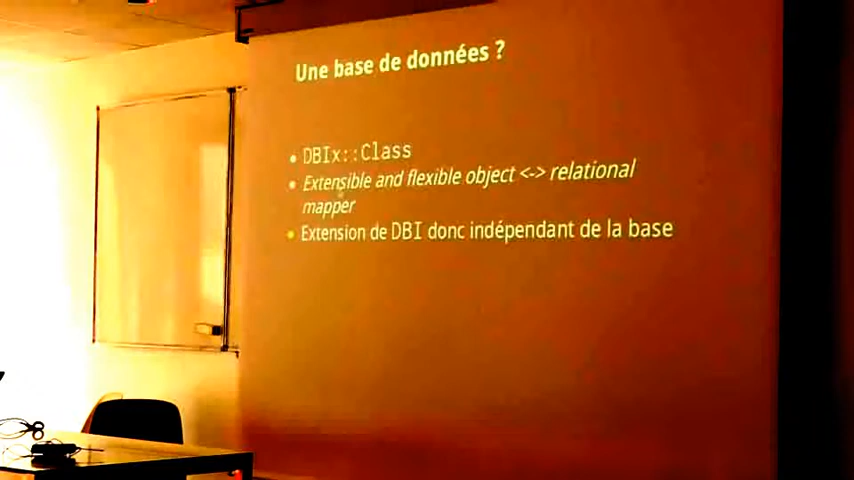 Une base de données ?
• DBIx::Class
• Extensible and flexible object <-> relational
mapper
• Extension de DBI donc indépendant de la base